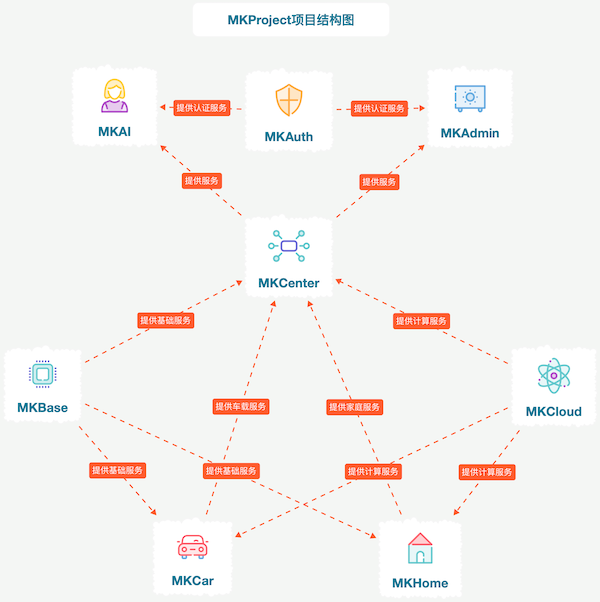 MKProject项目结构图
提供认证服务
提供认证服务
MKAI
MKAuth
MKAdmin
提供服务
提供服务
MKCenter
提供基础服务
提供计算服务
MKBase
提供车载服务
提供家庭服务
MKCloud
提供基础服务
提供基础服务
提供计算服务
提供计算服务
MKCar
MKHome